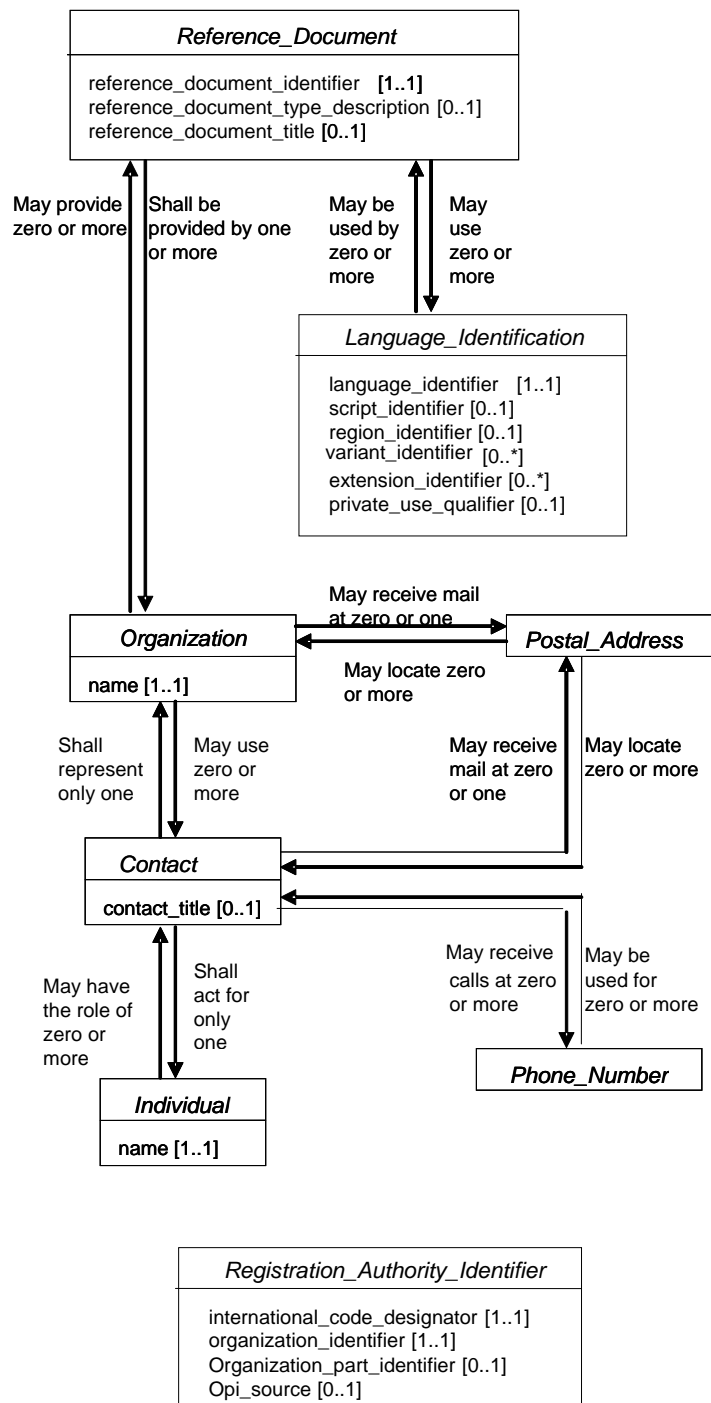 Reference_Document
reference_document_identifier [1..1]
reference_document_type_description [0..1]
reference_document_title [0..1]
May provide
zero or more
Shall be
provided by one
or more
May be
used by
zero or
more
May
use
zero or
more
Language_Identification
language_identifier [1..1]
script_identifier [0..1]
region_identifier [0..1]
variant_identifier [0..*]
extension_identifier [0..*]
private_use_qualifier [0..1]
Organization
name [1..1]
May receive mail
at zero or one
May locate zero
or more
Postal_Address
Shall
represent
only one
May use
zero or
more
May receive
mail at zero
or one
May locate
zero or more
Contact
contact_title [0..1]
May have
the role of
zero or
more
Shall
act for
only
one
May receive
calls at zero
or more
May be
used for
zero or more
Phone_Number
Individual
name [1..1]
Registration_Authority_Identifier
international_code_designator [1..1]
organization_identifier [1..1]
Organization_part_identifier [0..1]
Opi_source [0..1]